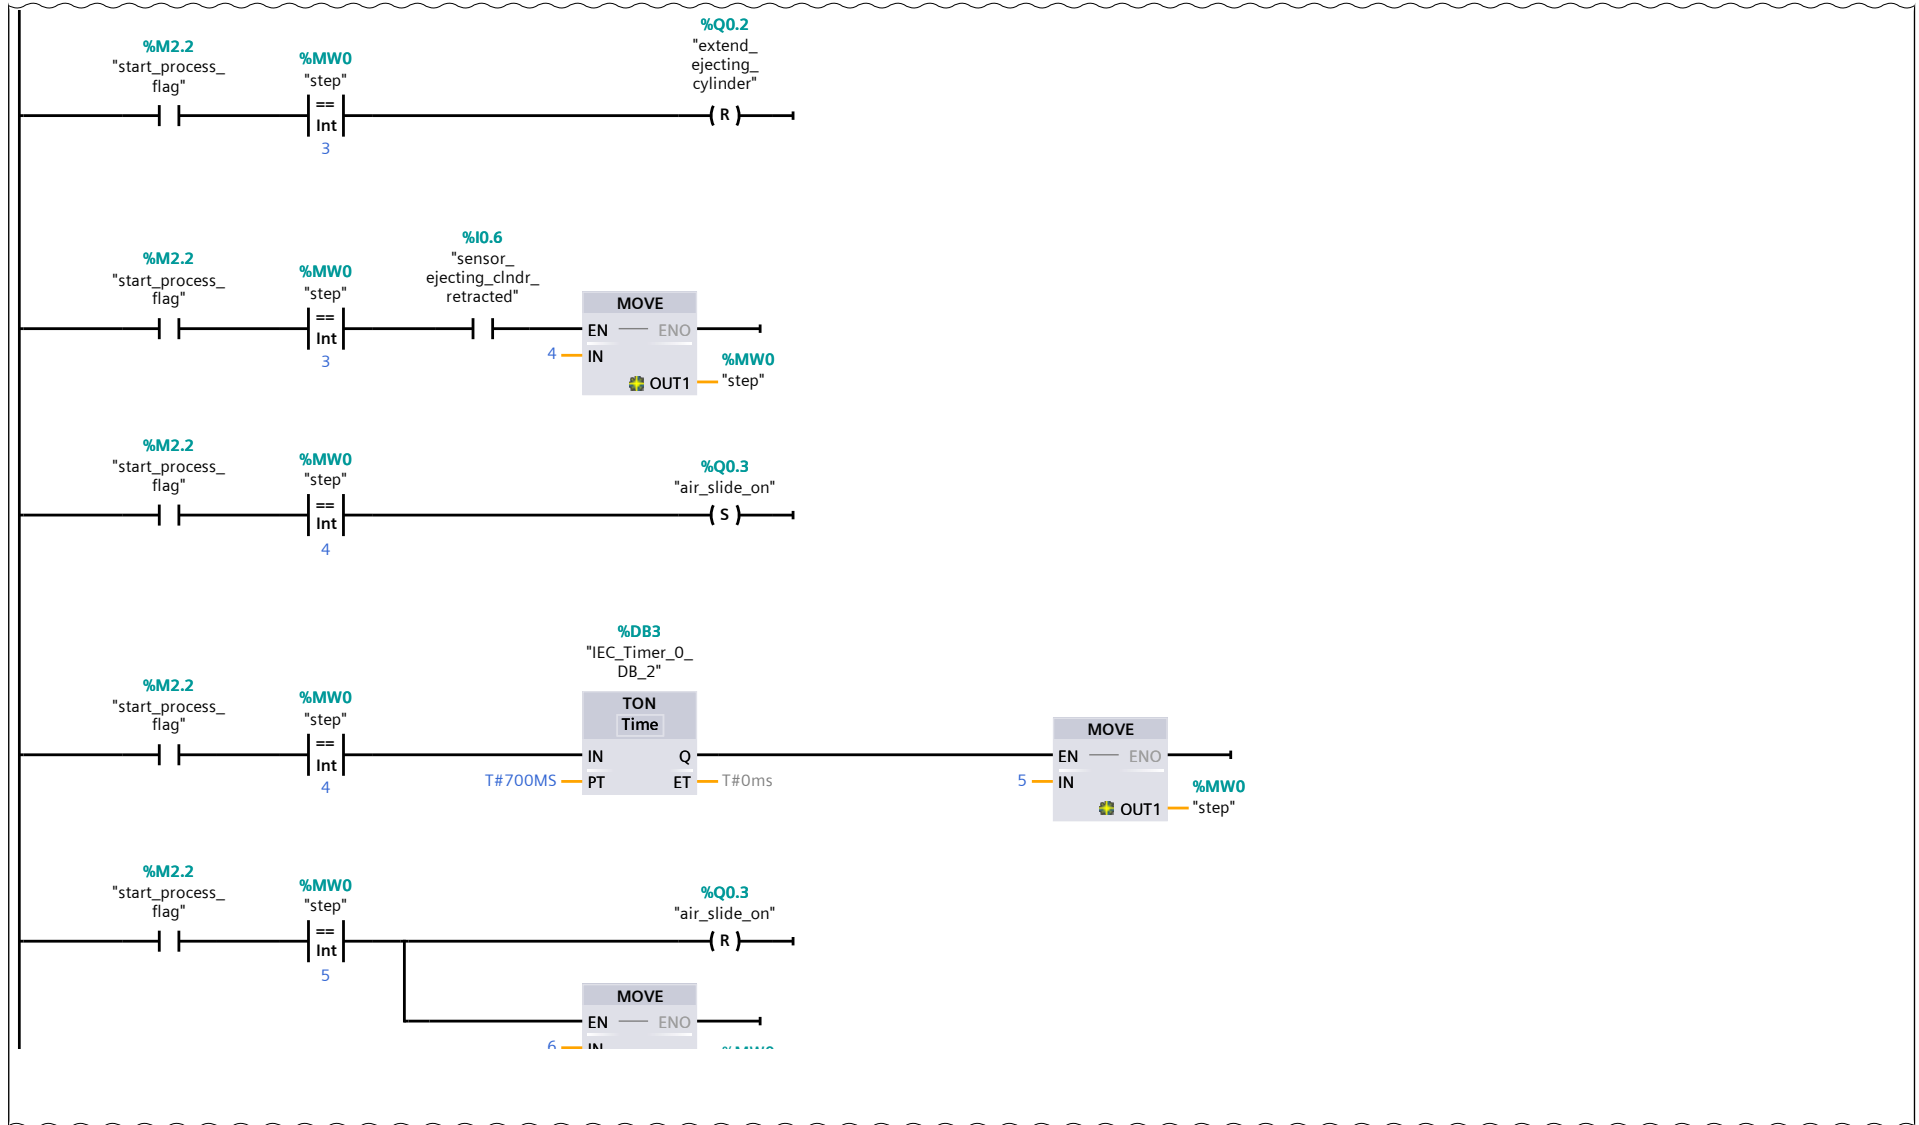 %Q0.2
"extend_
ejecting_
cylinder"
%M2.2
"start_process_
flag"
%MW0
"step"
==
Int
3
( R )
%M2.2
"start_process_
flag"
%MW0
"step"
==
Int
3
%I0.6
"sensor_
ejecting_clndr_
retracted"
MOVE
EN ENO
4 IN
OUT1
%MW0
"step"
%M2.2
"start_process_
flag"
%MW0
"step"
==
Int
4
%Q0.3
"air_slide_on"
( S )
%M2.2
"start_process_
flag"
%MW0
"step"
==
Int
4
%DB3
"IEC_Timer_0_
DB_2"
TON
Time
IN Q
T#700MS PT ET T#0ms
MOVE
EN ENO
5 IN
OUT1
%MW0
"step"
%M2.2
"start_process_
flag"
%MW0
"step"
==
Int
5
%Q0.3
"air_slide_on"
( R )
MOVE
EN ENO
6 IN
%MW0